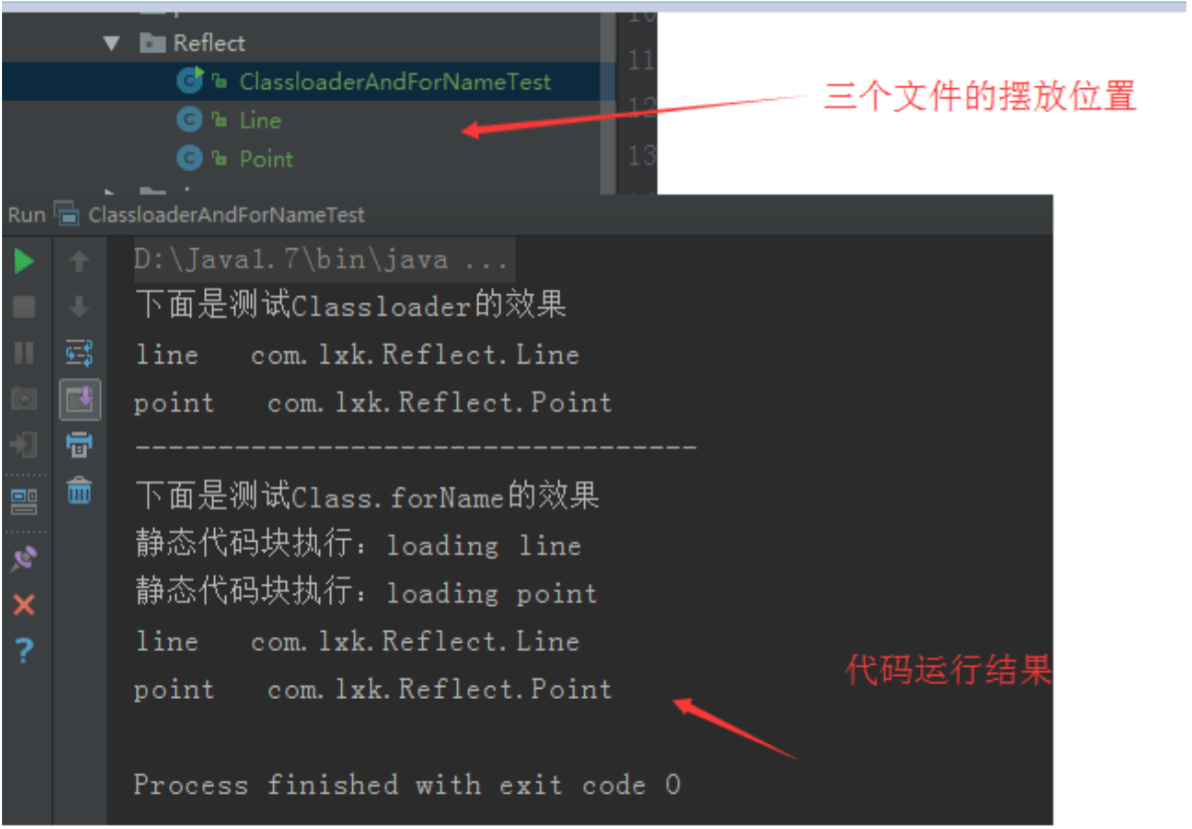 Reflect
ClassloaderAndForNameTest
Line
Point
11
12
13
三个文件的摆放位置
Run ClassloaderAndForNameTest
D:\Java1.7\bin\java ...
下面是测试Classloader的效果
line   com.lxk.Reflect.Line
point   com.lxk.Reflect.Point
-----------------------------------
下面是测试Class.forName的效果
静态代码块执行：loading line
静态代码块执行：loading point
line   com.lxk.Reflect.Line
point   com.lxk.Reflect.Point
代码运行结果
Process finished with exit code 0